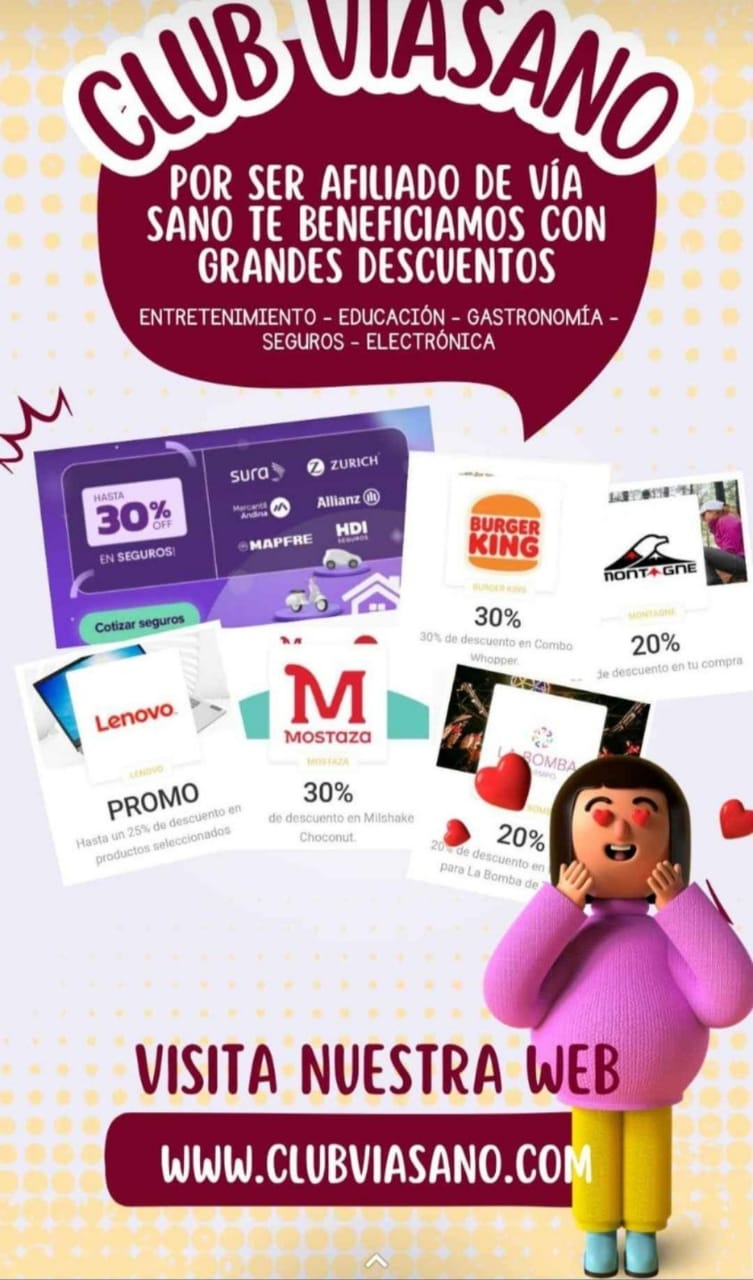 CLUB VIASANO
POR SER AFILIADO DE VÍA
SANO TE BENEFICIAMOS CON
GRANDES DESCUENTOS
ENTRETENIMIENTO - EDUCACIÓN - GASTRONOMÍA -
SEGUROS - ELECTRÓNICA
HASTA
30% OFF
EN SEGUROS!
Cotizar seguros
sura
ZURICH
Mercantil
Andina
Allianz
MAPFRE
HDI
SEGUROS
BURGER
KING
BURGER KING
30%
30% de descuento en Combo
Whopper.
MONTAGNE
MONTAGNE
20%
de descuento en tu compra
Lenovo
LENOVO
PROMO
Hasta un 25% de descuento en
productos seleccionados
M
MOSTAZA
MOSTAZA
30%
de descuento en Milshake
Choconut.
LA BOMBA
20%
20% de descuento en
para La Bomba de
VISITA NUESTRA WEB
WWW.CLUBVIASANO.COM